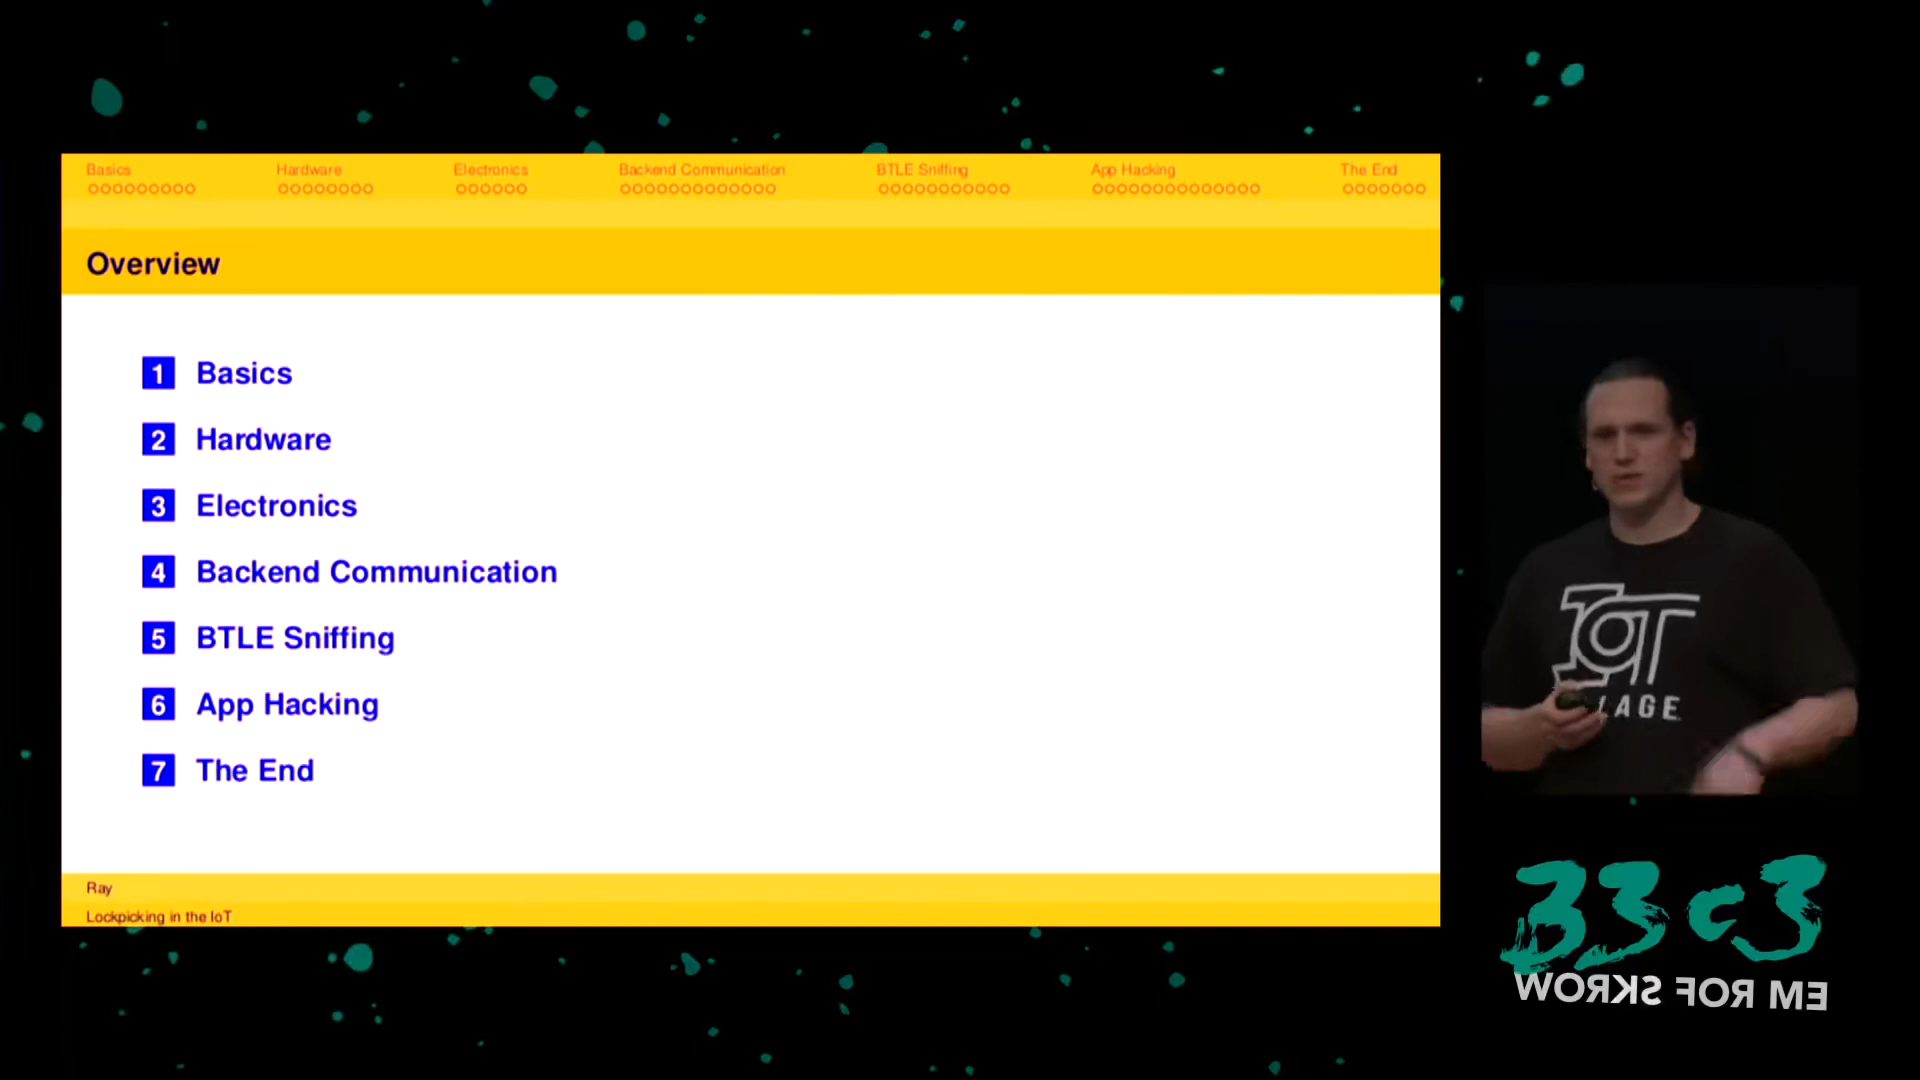 Basics Hardware Electronics Backend Communication BTLE Sniffing App Hacking The End
Overview
1 Basics
2 Hardware
3 Electronics
4 Backend Communication
5 BTLE Sniffing
6 App Hacking
7 The End
Ray
Lockpicking in the IoT
IoT
LAGE
33c3
WORKS FOR ME